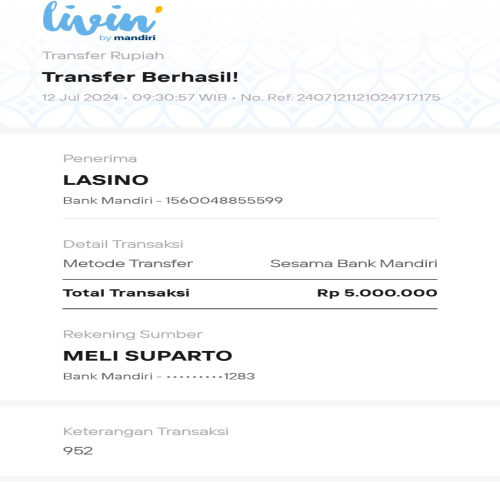 livin'
by mandiri
Transfer Rupiah
Transfer Berhasil!
12 Jul 2024 • 09:30:57 WIB • No. Ref. 2407121121024717175
Penerima
LASINO
Bank Mandiri - 1560048855599
Detail Transaksi
Metode Transfer Sesama Bank Mandiri
Total Transaksi Rp 5.000.000
Rekening Sumber
MELI SUPARTO
Bank Mandiri - •••••••••1283
Keterangan Transaksi
952